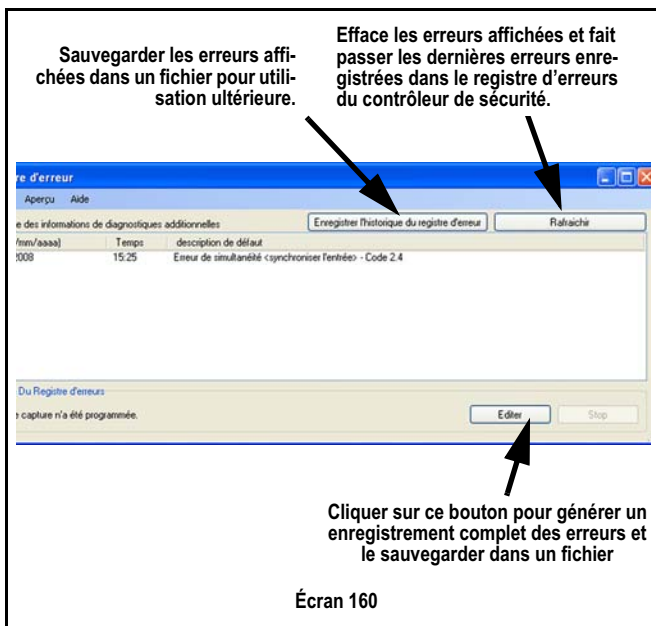 Sauvegarder les erreurs affi-
chées dans un fichier pour utili-
sation ultérieure.
Efface les erreurs affichées et fait
passer les dernières erreurs enre-
gistrées dans le registre d'erreurs
du contrôleur de sécurité.
re d'erreur
Aperçu Aide
e des informations de diagnostiques additionnelles
Enregistrer l'historique du registre d'erreur
Rafraichir
/mm/aaaa) Temps description de défaut
2008 15:25 Erreur de simultanéité <synchroniser l'entrée> - Code 2.4
Du Registre d'erreurs
e capture n'a été programmée.
Editer
Stop
Cliquer sur ce bouton pour générer un
enregistrement complet des erreurs et
le sauvegarder dans un fichier
Écran 160